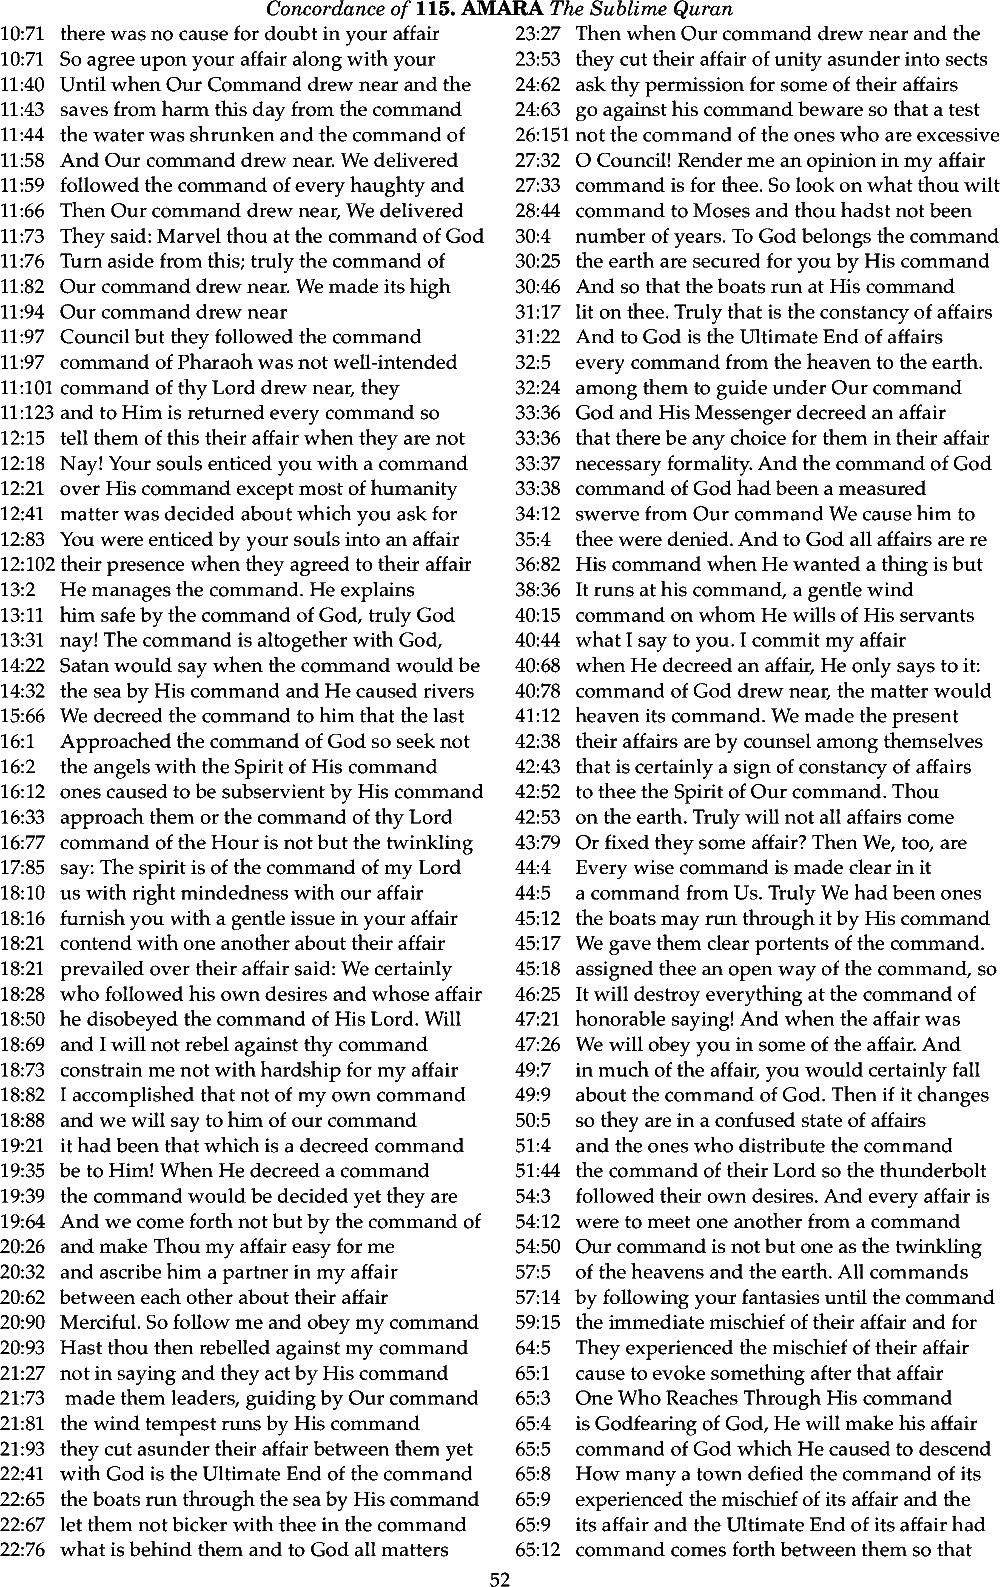 Concordance of 115. AMARA The Sublime Quran
10:71 there was no cause for doubt in your affair
10:71 So agree upon your affair along with your
11:40 Until when Our Command drew near and the
11:43 saves from harm this day from the command
11:44 the water was shrunken and the command of
11:58 And Our command drew near. We delivered
11:59 followed the command of every haughty and
11:66 Then Our command drew near, We delivered
11:73 They said: Marvel thou at the command of God
11:76 Turn aside from this; truly the command of
11:82 Our command drew near. We made its high
11:94 Our command drew near
11:97 Council but they followed the command
11:97 command of Pharaoh was not well-intended
11:101 command of thy Lord drew near, they
11:123 and to Him is returned every command so
12:15 tell them of this their affair when they are not
12:18 Nay! Your souls enticed you with a command
12:21 over His command except most of humanity
12:41 matter was decided about which you ask for
12:83 You were enticed by your souls into an affair
12:102 their presence when they agreed to their affair
13:2 He manages the command. He explains
13:11 him safe by the command of God, truly God
13:31 nay! The command is altogether with God,
14:22 Satan would say when the command would be
14:32 the sea by His command and He caused rivers
15:66 We decreed the command to him that the last
16:1 Approached the command of God so seek not
16:2 the angels with the Spirit of His command
16:12 ones caused to be subservient by His command
16:33 approach them or the command of thy Lord
16:77 command of the Hour is not but the twinkling
17:85 say: The spirit is of the command of my Lord
18:10 us with right mindedness with our affair
18:16 furnish you with a gentle issue in your affair
18:21 contend with one another about their affair
18:21 prevailed over their affair said: We certainly
18:28 who followed his own desires and whose affair
18:50 he disobeyed the command of His Lord. Will
18:69 and I will not rebel against thy command
18:73 constrain me not with hardship for my affair
18:82 I accomplished that not of my own command
18:88 and we will say to him of our command
19:21 it had been that which is a decreed command
19:35 be to Him! When He decreed a command
19:39 the command would be decided yet they are
19:64 And we come forth not but by the command of
20:26 and make Thou my affair easy for me
20:32 and ascribe him a partner in my affair
20:62 between each other about their affair
20:90 Merciful. So follow me and obey my command
20:93 Hast thou then rebelled against my command
21:27 not in saying and they act by His command
21:73 made them leaders, guiding by Our command
21:81 the wind tempest runs by His command
21:93 they cut asunder their affair between them yet
22:41 with God is the Ultimate End of the command
22:65 the boats run through the sea by His command
22:67 let them not bicker with thee in the command
22:76 what is behind them and to God all matters
23:27 Then when Our command drew near and the
23:53 they cut their affair of unity asunder into sects
24:62 ask thy permission for some of their affairs
24:63 go against his command beware so that a test
26:151 not the command of the ones who are excessive
27:32 O Council! Render me an opinion in my affair
27:33 command is for thee. So look on what thou wilt
28:44 command to Moses and thou hadst not been
30:4 number of years. To God belongs the command
30:25 the earth are secured for you by His command
30:46 And so that the boats run at His command
31:17 lit on thee. Truly that is the constancy of affairs
31:22 And to God is the Ultimate End of affairs
32:5 every command from the heaven to the earth.
32:24 among them to guide under Our command
33:36 God and His Messenger decreed an affair
33:36 that there be any choice for them in their affair
33:37 necessary formality. And the command of God
33:38 command of God had been a measured
34:12 swerve from Our command We cause him to
35:4 thee were denied. And to God all affairs are re
36:82 His command when He wanted a thing is but
38:36 It runs at his command, a gentle wind
40:15 command on whom He wills of His servants
40:44 what I say to you. I commit my affair
40:68 when He decreed an affair, He only says to it:
40:78 command of God drew near, the matter would
41:12 heaven its command. We made the present
42:38 their affairs are by counsel among themselves
42:43 that is certainly a sign of constancy of affairs
42:52 to thee the Spirit of Our command. Thou
42:53 on the earth. Truly will not all affairs come
43:79 Or fixed they some affair? Then We, too, are
44:4 Every wise command is made clear in it
44:5 a command from Us. Truly We had been ones
45:12 the boats may run through it by His command
45:17 We gave them clear portents of the command.
45:18 assigned thee an open way of the command, so
46:25 It will destroy everything at the command of
47:21 honorable saying! And when the affair was
47:26 We will obey you in some of the affair. And
49:7 in much of the affair, you would certainly fall
49:9 about the command of God. Then if it changes
50:5 so they are in a confused state of affairs
51:4 and the ones who distribute the command
51:44 the command of their Lord so the thunderbolt
54:3 followed their own desires. And every affair is
54:12 were to meet one another from a command
54:50 Our command is not but one as the twinkling
57:5 of the heavens and the earth. All commands
57:14 by following your fantasies until the command
59:15 the immediate mischief of their affair and for
64:5 They experienced the mischief of their affair
65:1 cause to evoke something after that affair
65:3 One Who Reaches Through His command
65:4 is Godfearing of God, He will make his affair
65:5 command of God which He caused to descend
65:8 How many a town defied the command of its
65:9 experienced the mischief of its affair and the
65:9 its affair and the Ultimate End of its affair had
65:12 command comes forth between them so that
52